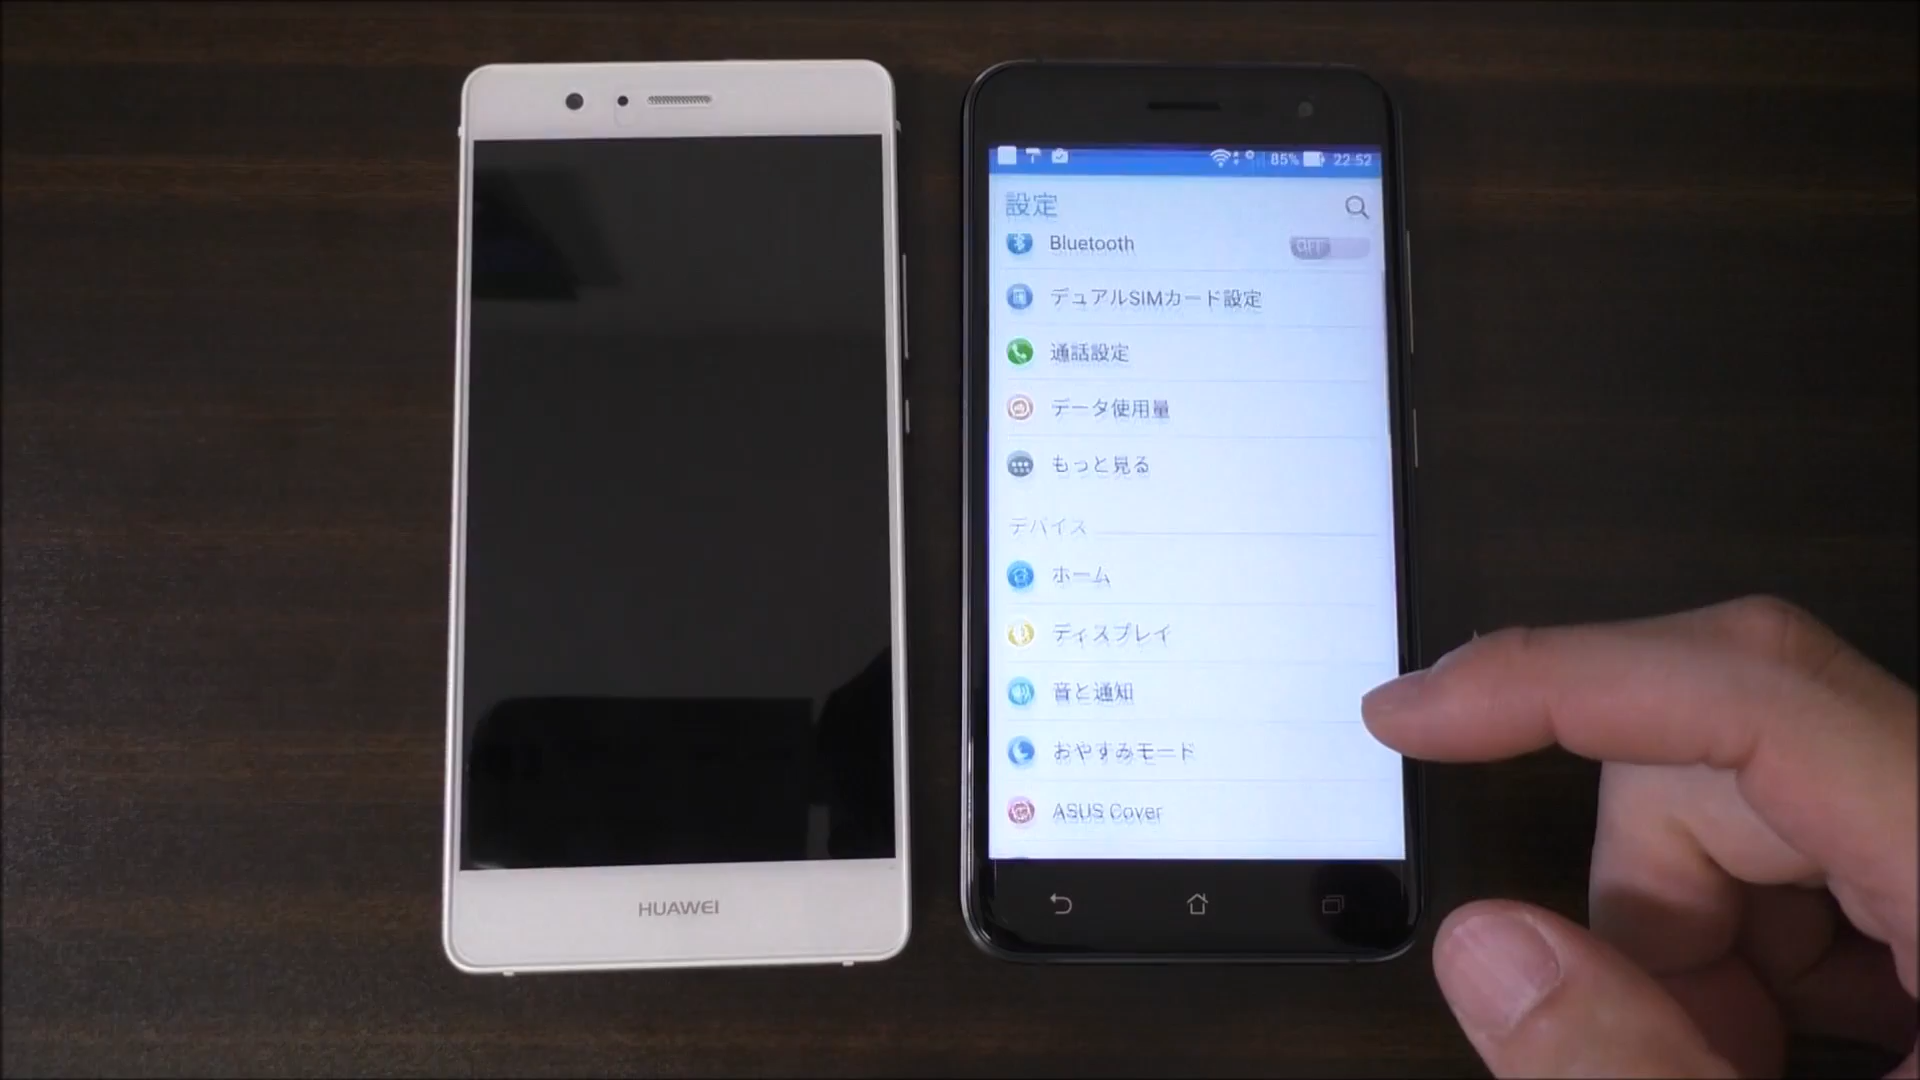 HUAWEI
85% 22:52
設定
Bluetooth
OFF
デュアルSIMカード設定
通話設定
データ使用量
もっと見る
デバイス
ホーム
ディスプレイ
音と通知
おやすみモード
ASUS Cover